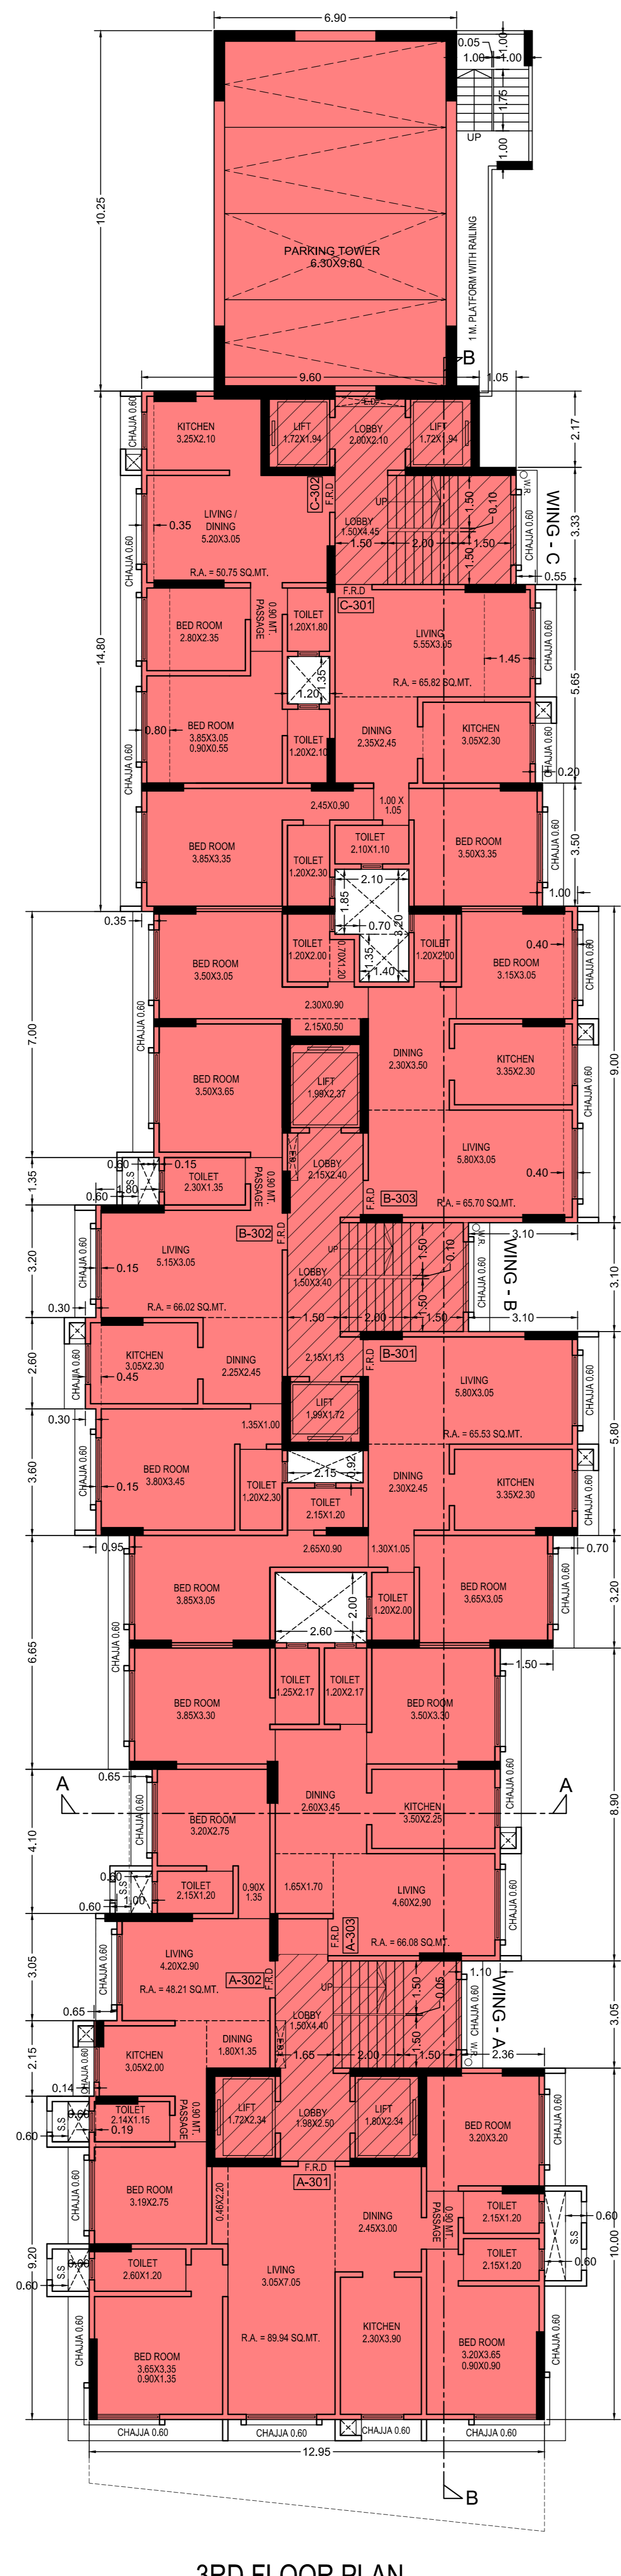 6.90
0.05
1.00
1.00
1.00
1.75
UP
1.00
10.25
PARKING TOWER
6.30X9.80
1 M. PLATFORM WITH RAILING
B
9.60
1.05
CHAJJA 0.60
KITCHEN
3.25X2.10
LIFT
1.72X1.94
LOBBY
2.00X2.10
LIFT
1.72X1.94
2.17
C-302
F.R.D
UP
1.50
0.10
W.R.
WING - C
LIVING /
DINING
5.20X3.05
0.35
LOBBY
1.50X4.45
1.50
2.00
1.50
1.50
CHAJJA 0.60
3.33
CHAJJA 0.60
R.A. = 50.75 SQ.MT.
0.55
F.R.D
C-301
BED ROOM
2.80X2.35
0.90 MT.
PASSAGE
TOILET
1.20X1.80
LIVING
5.55X3.05
CHAJJA 0.60
14.80
1.35
1.20
R.A. = 65.82 SQ.MT.
1.45
5.65
BED ROOM
3.85X3.05
0.90X0.55
0.80
TOILET
1.20X2.10
DINING
2.35X2.45
KITCHEN
3.05X2.30
CHAJJA 0.60
CHAJJA 0.60
0.20
2.45X0.90
1.00 X
1.05
BED ROOM
3.85X3.35
TOILET
1.20X2.30
TOILET
2.10X1.10
BED ROOM
3.50X3.35
CHAJJA 0.60
3.50
2.10
1.85
3.20
0.70
1.00
0.35
1.35
1.40
BED ROOM
3.50X3.05
TOILET
1.20X2.00
0.70X1.20
TOILET
1.20X2.00
0.40
BED ROOM
3.15X3.05
CHAJJA 0.60
7.00
CHAJJA 0.60
2.30X0.90
2.15X0.50
DINING
2.30X3.50
KITCHEN
3.35X2.30
9.00
BED ROOM
3.50X3.65
LIFT
1.99X2.37
CHAJJA 0.60
LIVING
5.80X3.05
0.60
0.15
S.S
1.80
0.60
1.35
TOILET
2.30X1.35
0.90 MT.
PASSAGE
LOBBY
2.15X2.40
0.40
F.R.D
B-303
R.A. = 65.70 SQ.MT.
B-302
F.R.D
3.10
W.R.
WING - B
3.20
CHAJJA 0.60
LIVING
5.15X3.05
0.15
UP
1.50
0.10
LOBBY
1.50X3.40
CHAJJA 0.60
3.10
0.30
R.A. = 66.02 SQ.MT.
1.50
2.00
1.50
1.50
3.10
2.60
CHAJJA 0.60
KITCHEN
3.05X2.30
0.45
DINING
2.25X2.45
2.15X1.13
F.R.D
B-301
LIVING
5.80X3.05
CHAJJA 0.60
0.30
LIFT
1.99X1.72
5.80
1.35X1.00
R.A. = 65.53 SQ.MT.
3.60
CHAJJA 0.60
BED ROOM
3.80X3.45
0.15
TOILET
1.20X2.30
2.15
0.92
TOILET
2.15X1.20
DINING
2.30X2.45
KITCHEN
3.35X2.30
CHAJJA 0.60
0.95
2.65X0.90
1.30X1.05
0.70
BED ROOM
3.85X3.05
2.00
2.60
TOILET
1.20X2.00
BED ROOM
3.65X3.05
CHAJJA 0.60
3.20
6.65
CHAJJA 0.60
1.50
BED ROOM
3.85X3.30
TOILET
1.25X2.17
TOILET
1.20X2.17
BED ROOM
3.50X3.30
0.65
A
A
BED ROOM
3.20X2.75
CHAJJA 0.60
DINING
2.60X3.45
KITCHEN
3.50X2.25
CHAJJA 0.60
8.90
4.10
0.60
S.S
1.00
0.60
TOILET
2.15X1.20
0.90X
1.35
1.65X1.70
LIVING
4.60X2.90
CHAJJA 0.60
3.05
CHAJJA 0.60
LIVING
4.20X2.90
F.R.D
A-303
R.A. = 66.08 SQ.MT.
A-302
F.R.D
R.A. = 48.21 SQ.MT.
0.65
UP
1.50
0.05
1.10
WING - A
LOBBY
1.50X4.40
CHAJJA 0.60
3.05
2.15
CHAJJA 0.60
KITCHEN
3.05X2.00
DINING
1.80X1.35
1.65
2.00
1.50
1.50
W.R.
2.36
0.14
0.60
0.60
S.S
TOILET
2.14X1.15
0.19
0.90 MT.
PASSAGE
LIFT
1.72X2.34
LOBBY
1.98X2.50
LIFT
1.80X2.34
BED ROOM
3.20X3.20
CHAJJA 0.60
F.R.D
A-301
BED ROOM
3.19X2.75
CHAJJA 0.60
0.46X2.20
DINING
2.45X3.00
0.90 MT
PASSAGE
TOILET
2.15X1.20
0.60
S.S
10.00
9.20
0.60
S.S
TOILET
2.60X1.20
LIVING
3.05X7.05
TOILET
2.15X1.20
0.60
R.A. = 89.94 SQ.MT.
KITCHEN
2.30X3.90
BED ROOM
3.65X3.35
0.90X1.35
BED ROOM
3.20X3.65
0.90X0.90
CHAJJA 0.60
CHAJJA 0.60
CHAJJA 0.60
CHAJJA 0.60
CHAJJA 0.60
CHAJJA 0.60
12.95
B
3RD FLOOR PLAN